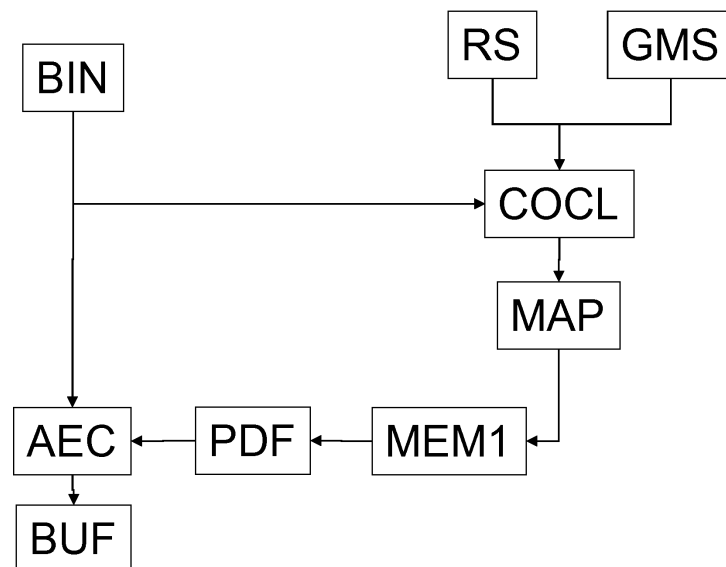 RS
GMS
BIN
COCL
MAP
AEC
PDF
MEM1
BUF